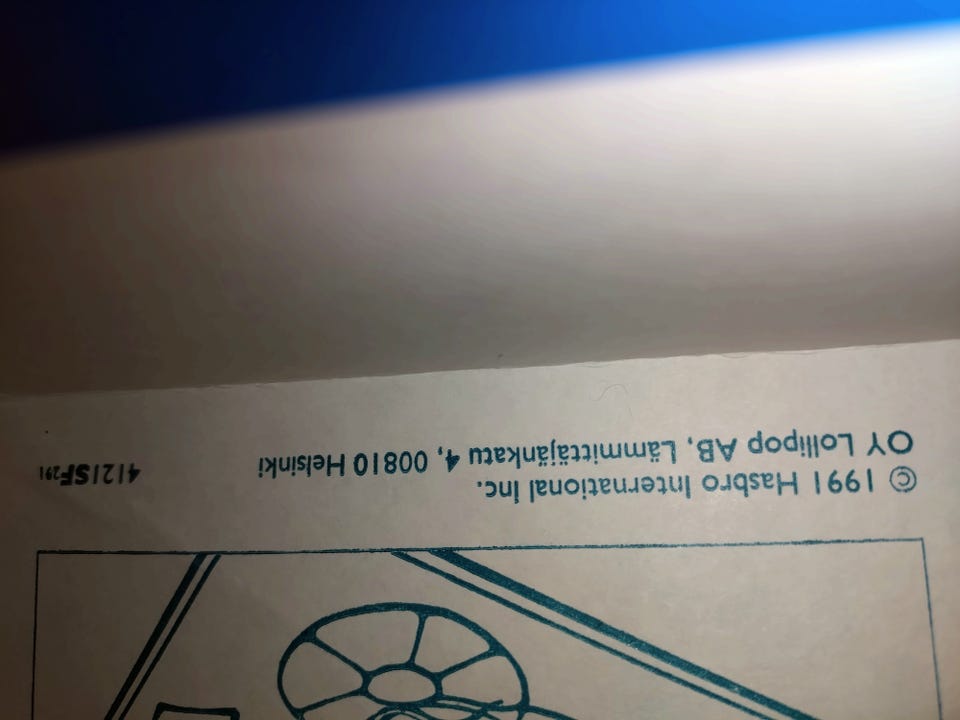 © 1991 Hasbro International Inc.
OY Lollipop AB, Lämmittäjänkatu 4, 00810 Helsinki
4121SF291